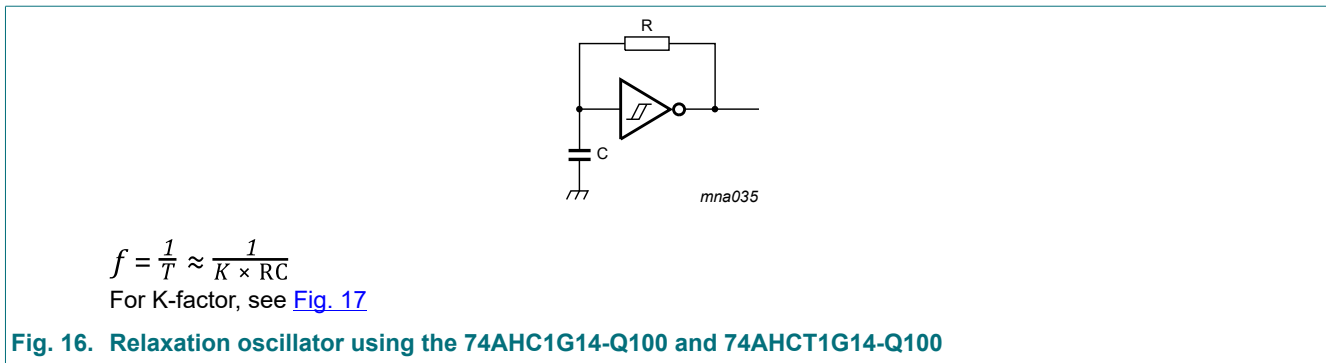 R
C
mna035
f = 1/T ≈ 1/(K × RC)
For K-factor, see Fig. 17
Fig. 16. Relaxation oscillator using the 74AHC1G14-Q100 and 74AHCT1G14-Q100